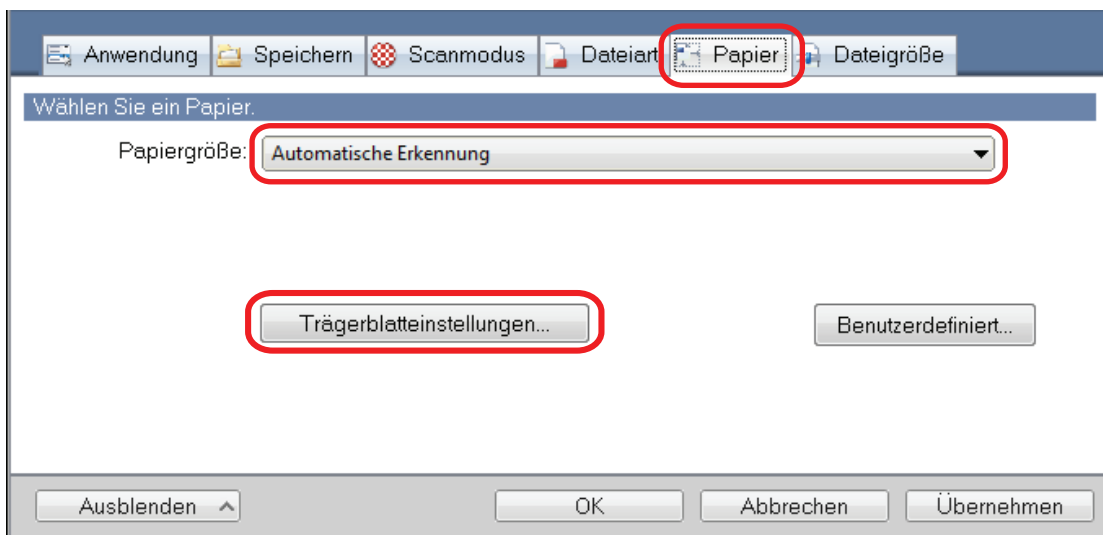 Anwendung Speichern Scanmodus Dateiart Papier Dateigröße
Wählen Sie ein Papier.
Papiergröße: Automatische Erkennung
Trägerblatteinstellungen... Benutzerdefiniert...
Ausblenden OK Abbrechen Übernehmen